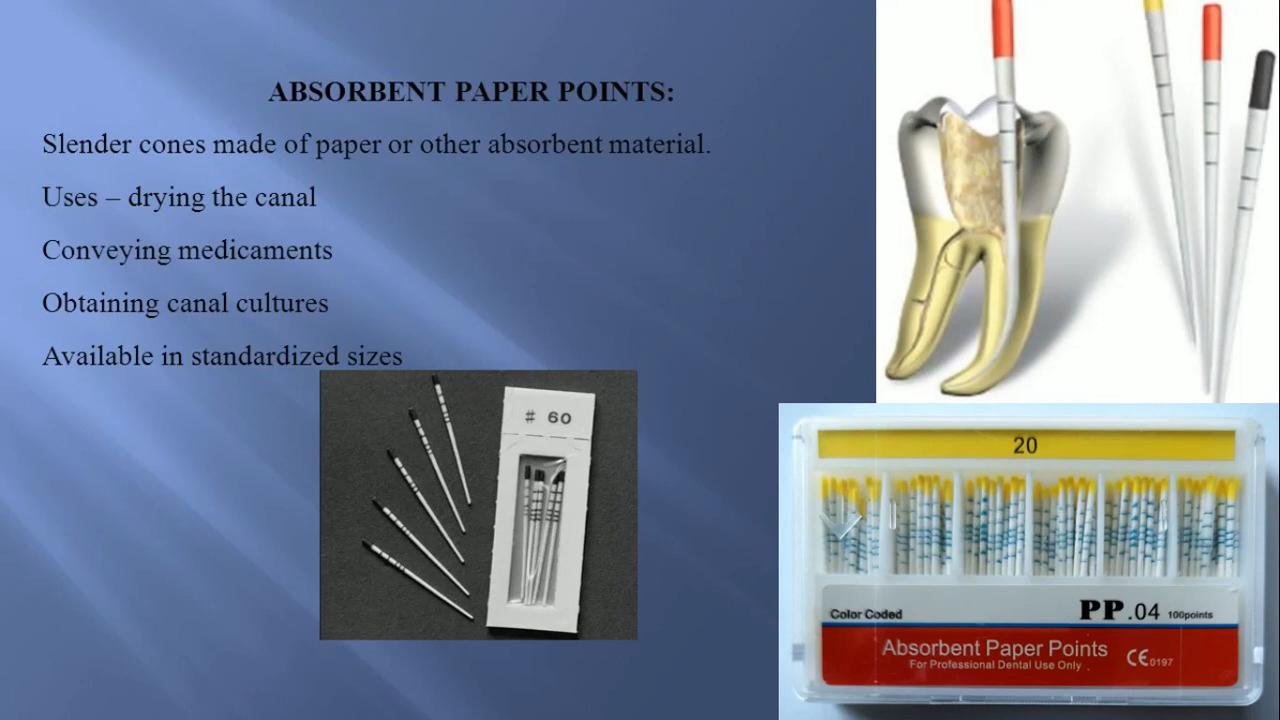 ABSORBENT PAPER POINTS:
Slender cones made of paper or other absorbent material.
Uses – drying the canal
Conveying medicaments
Obtaining canal cultures
Available in standardized sizes
# 60
20
Color Coded PP .04 100points
Absorbent Paper Points
For Professional Dental Use Only
CE 0197